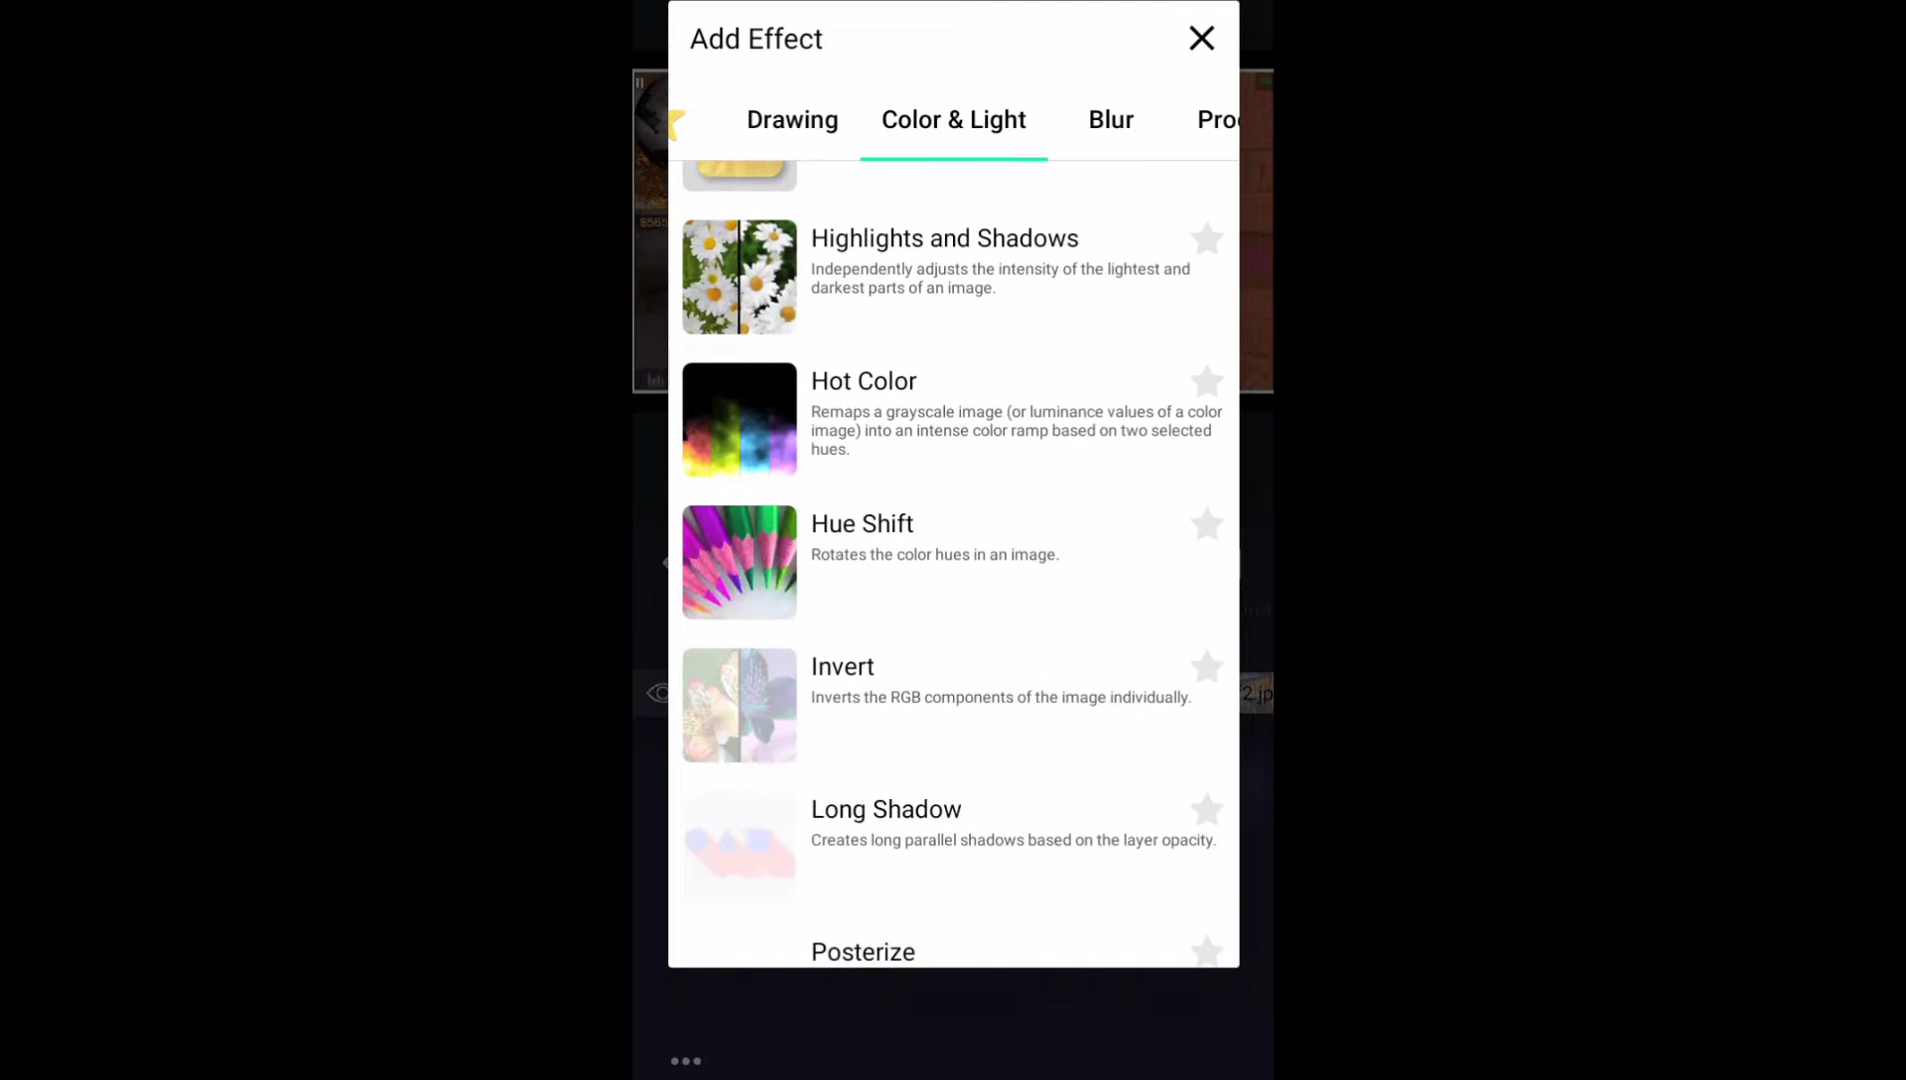 Add Effect
Drawing
Color & Light
Blur
Highlights and Shadows
Independently adjusts the intensity of the lightest and
darkest parts of an image.
Hot Color
Remaps a grayscale image (or luminance values of a color
image) into an intense color ramp based on two selected
hues.
Hue Shift
Rotates the color hues in an image.
Invert
Inverts the RGB components of the image individually.
Long Shadow
Creates long parallel shadows based on the layer opacity.
Posterize
$565
2.jp